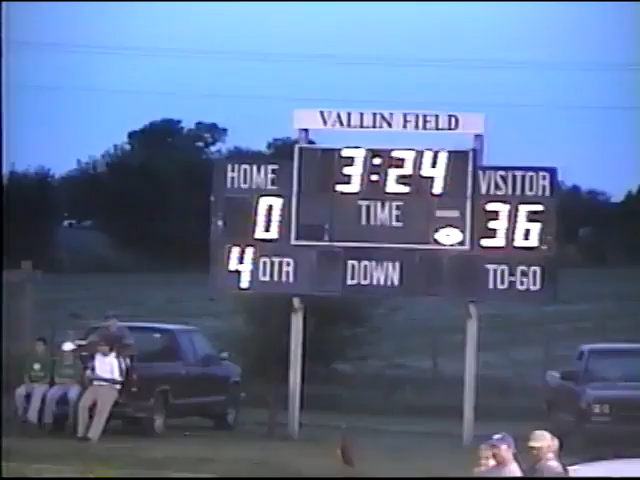 VALLIN FIELD
HOME 3:24 VISITOR
0 TIME 36
4 QTR DOWN TO-GO